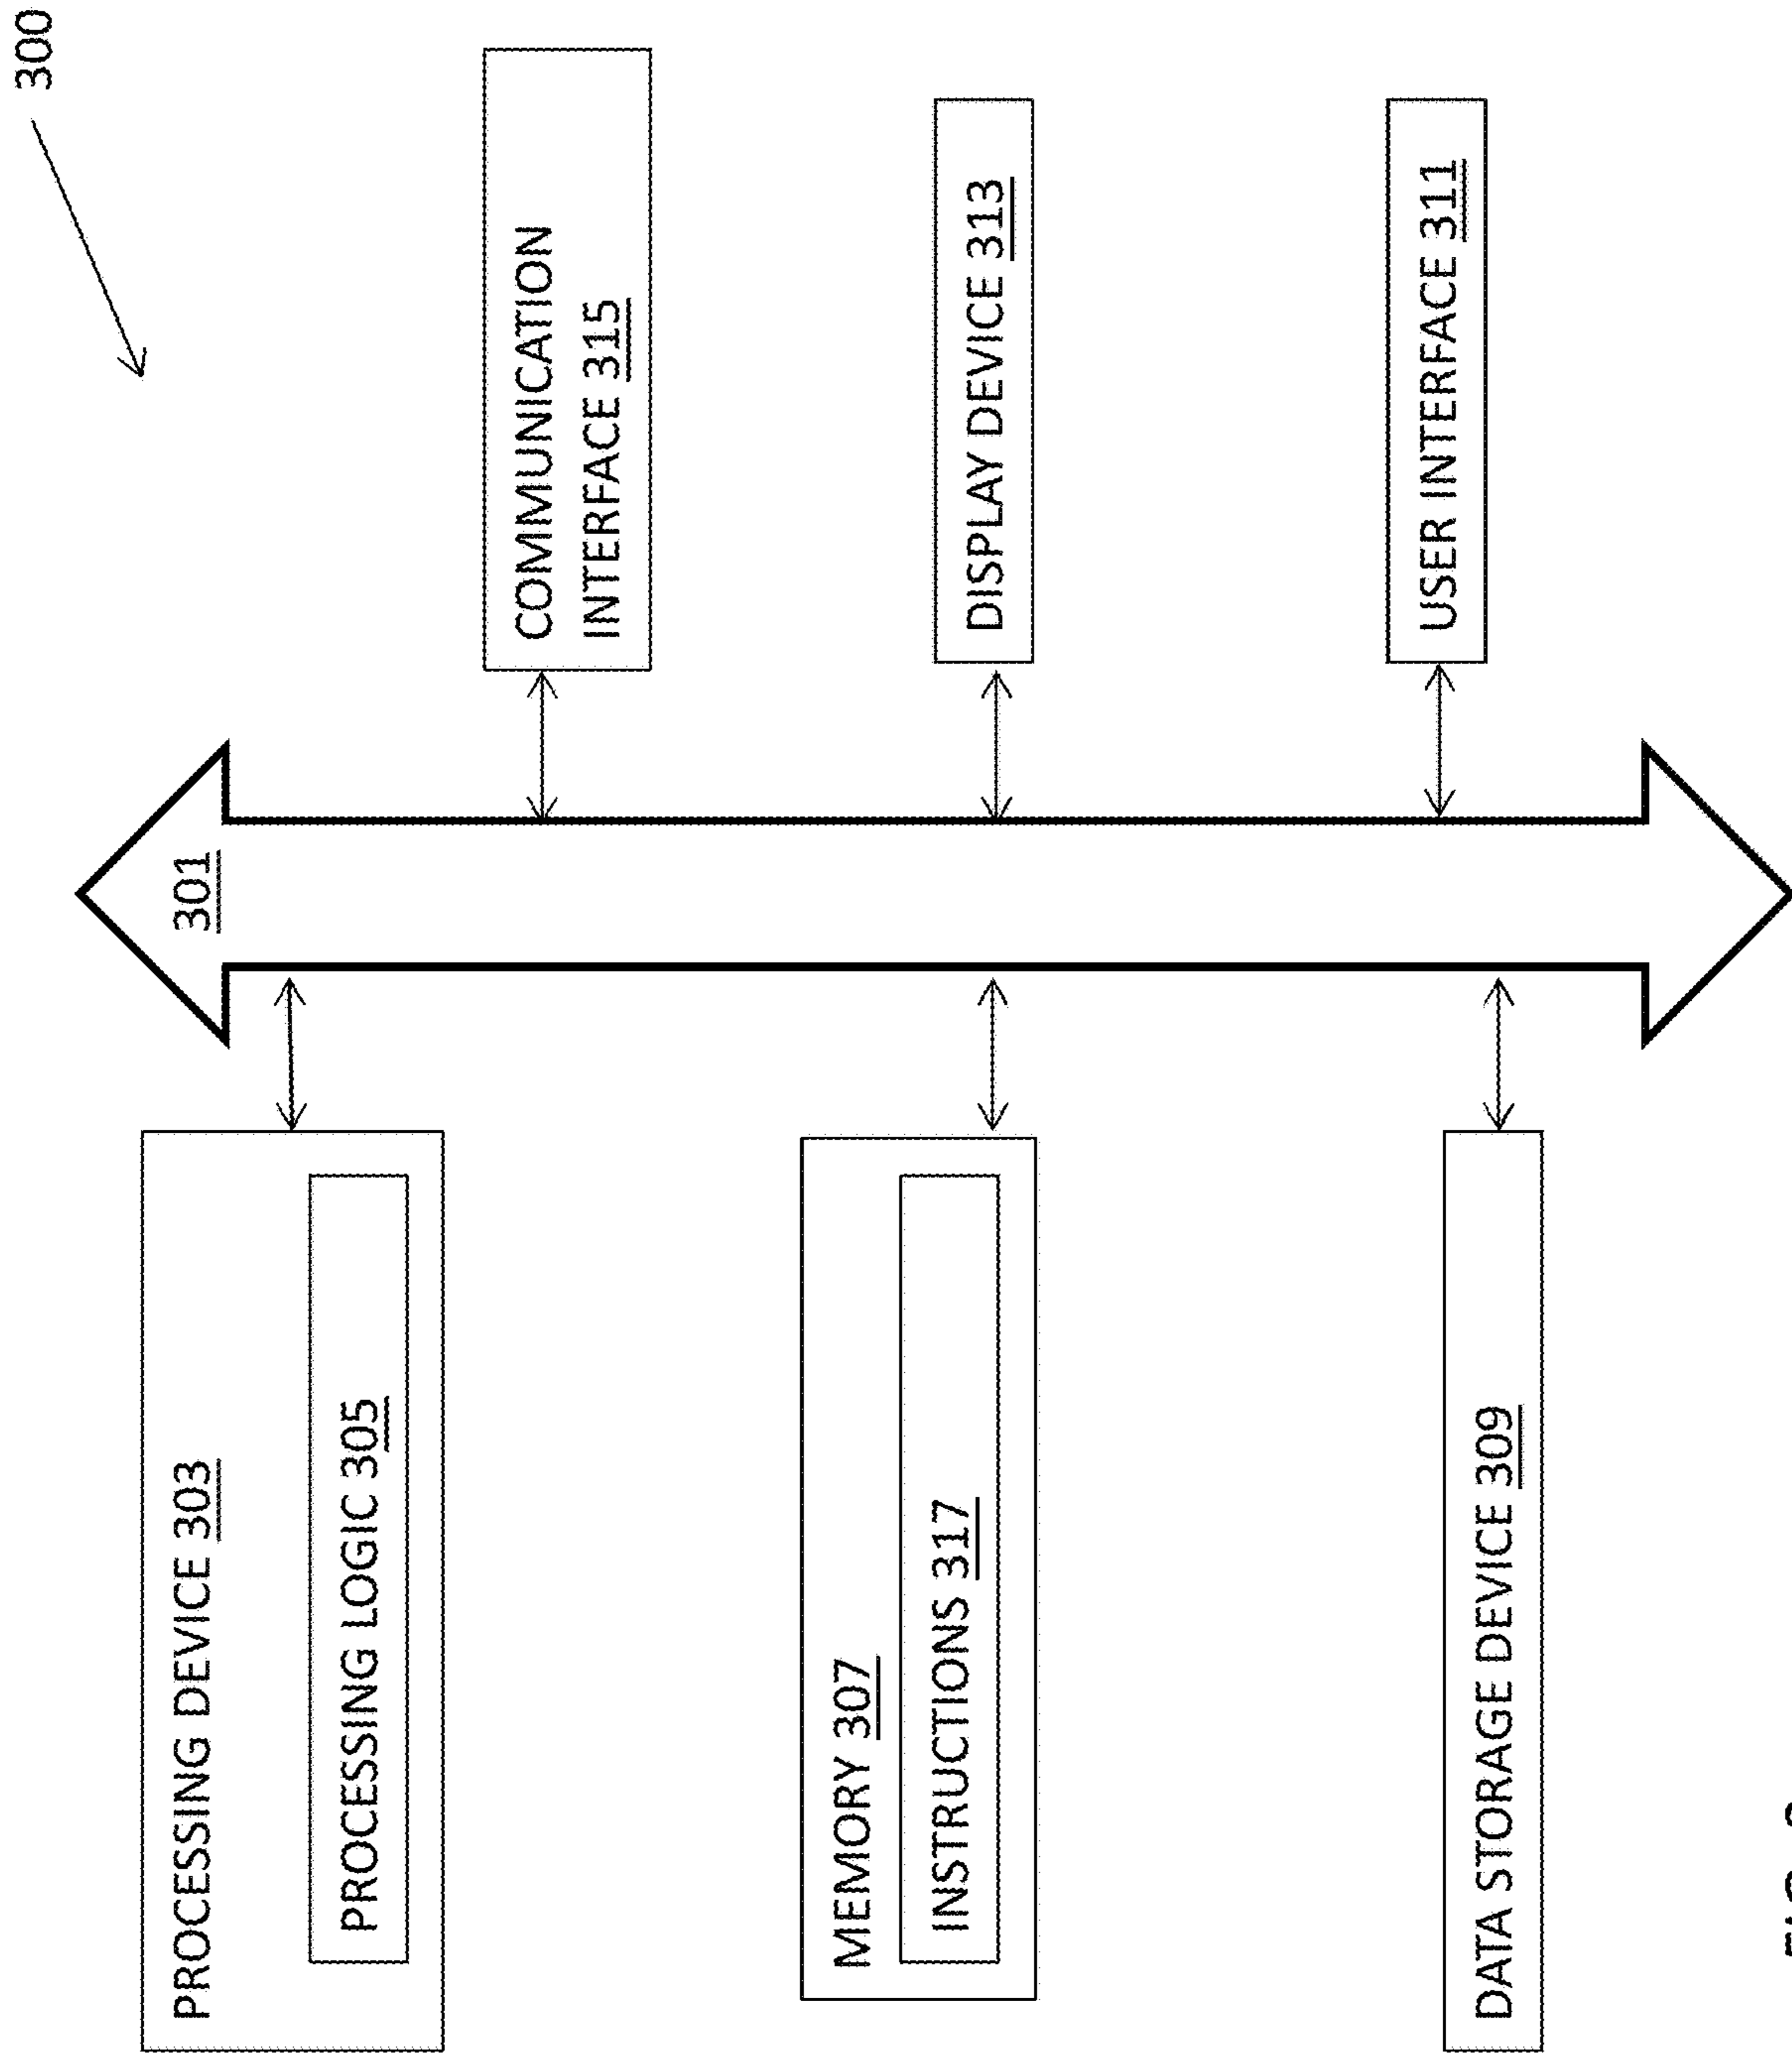 300
PROCESSING DEVICE 303
PROCESSING LOGIC 305
301
COMMUNICATION
INTERFACE 315
MEMORY 307
INSTRUCTIONS 317
DISPLAY DEVICE 313
DATA STORAGE DEVICE 309
USER INTERFACE 311
FIG.